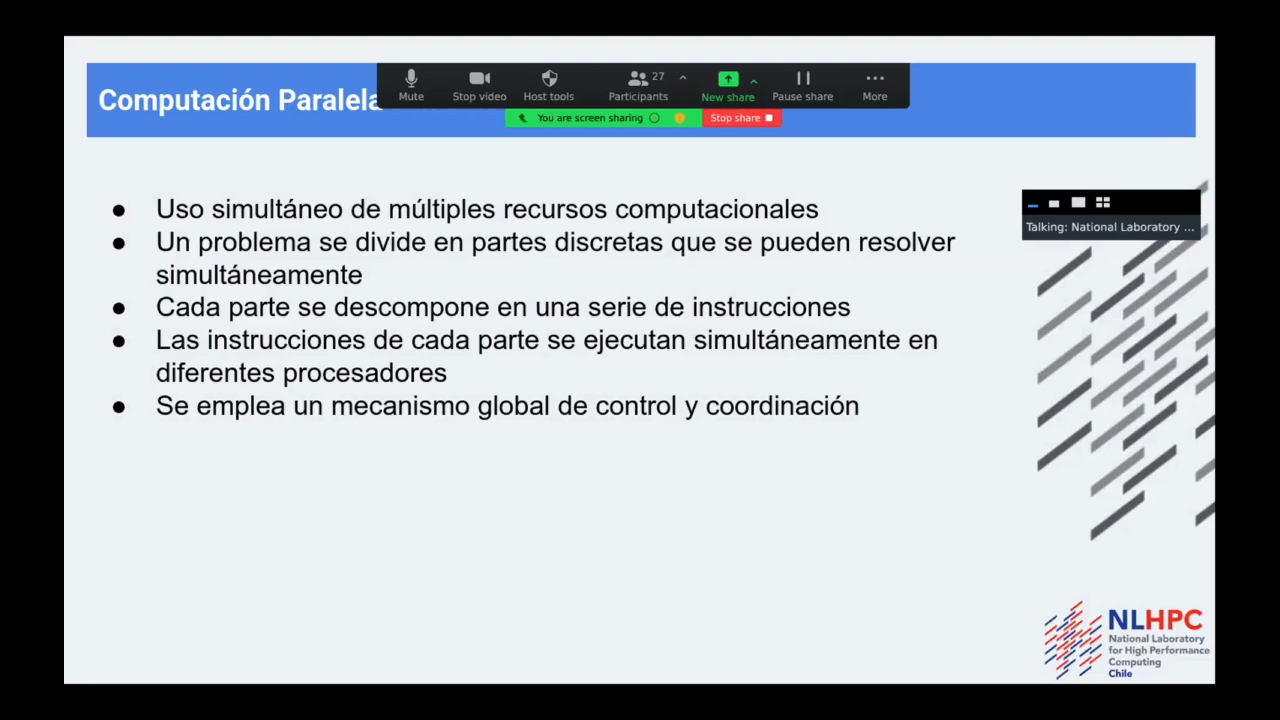 Computación Paralela
Mute
Stop video
Host tools
27
Participants
New share
Pause share
More
You are screen sharing
Stop share
Talking: National Laboratory ...
● Uso simultáneo de múltiples recursos computacionales
● Un problema se divide en partes discretas que se pueden resolver
simultáneamente
● Cada parte se descompone en una serie de instrucciones
● Las instrucciones de cada parte se ejecutan simultáneamente en
diferentes procesadores
● Se emplea un mecanismo global de control y coordinación
NLHPC
National Laboratory
for High Performance
Computing
Chile